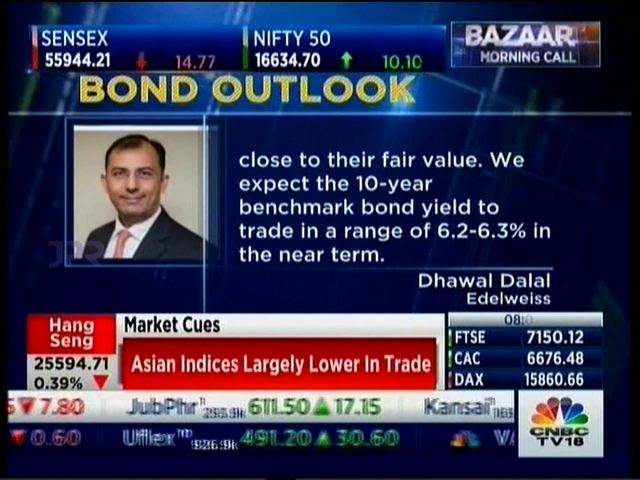 SENSEX
55944.21 14.77
NIFTY 50
16634.70 10.10
BAZAAR
MORNING CALL
BOND OUTLOOK
close to their fair value. We
expect the 10-year
benchmark bond yield to
trade in a range of 6.2-6.3% in
the near term.
Dhawal Dalal
Edelweiss
Hang
Seng
25594.71
0.39%
Market Cues
Asian Indices Largely Lower In Trade
FTSE 7150.12
CAC 6676.48
DAX 15860.66
7.80 JubPhr 611.50 17.15 Kansai
0.60 Uflex 491.20 30.60
CNBC
TV18